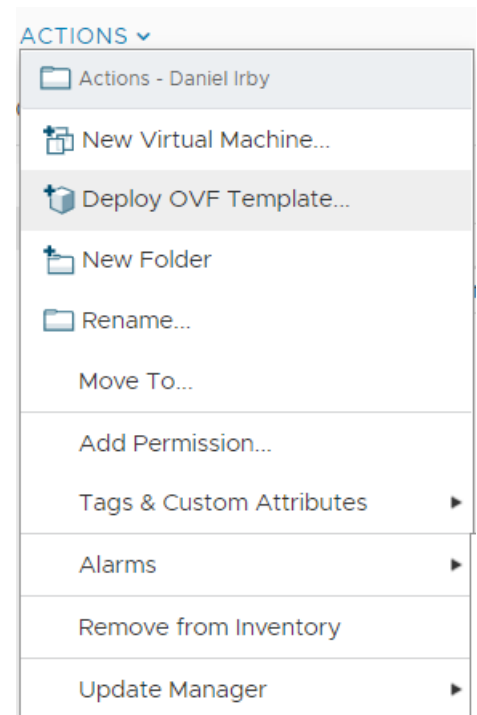 ACTIONS
Actions - Daniel Irby
New Virtual Machine...
Deploy OVF Template...
New Folder
Rename...
Move To...
Add Permission...
Tags & Custom Attributes
Alarms
Remove from Inventory
Update Manager